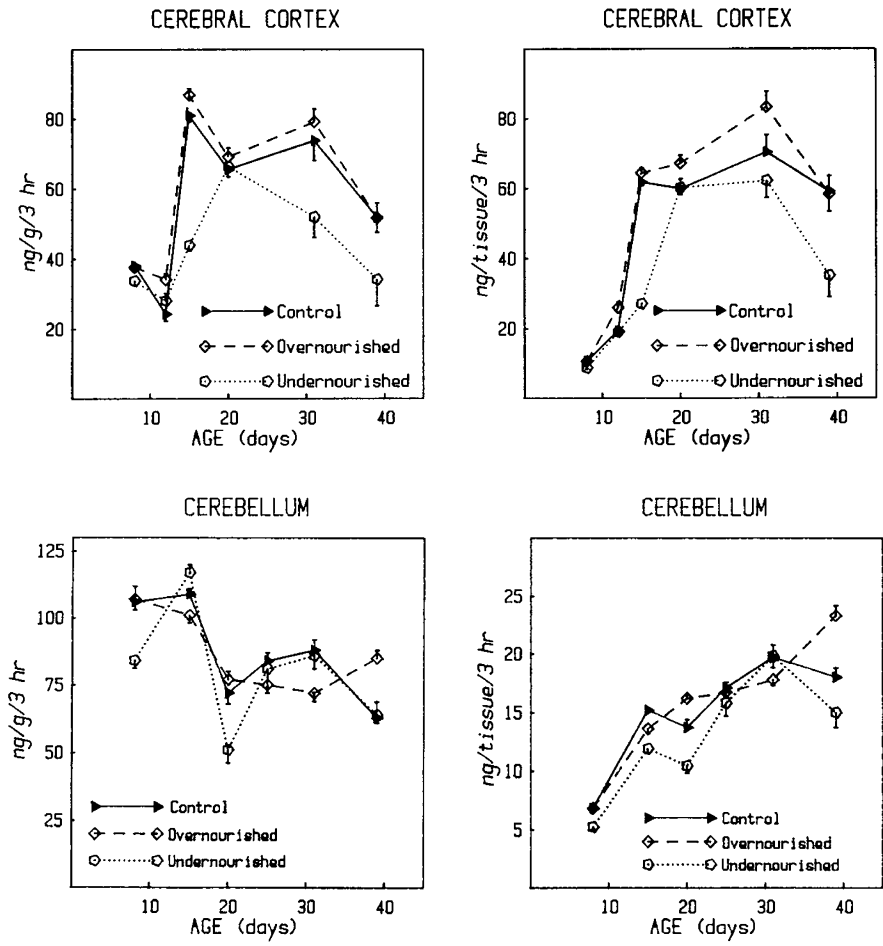 CEREBRAL CORTEX
80
60
40
20
ng/g/3 hr
Control
Overnourished
Undernourished
10 20 30 40
AGE (days)
CEREBRAL CORTEX
80
60
40
20
ng/tissue/3 hr
Control
Overnourished
Undernourished
10 20 30 40
AGE (days)
CEREBELLUM
125
100
75
50
25
ng/g/3 hr
Control
Overnourished
Undernourished
10 20 30 40
AGE (days)
CEREBELLUM
25
20
15
10
5
ng/tissue/3 hr
Control
Overnourished
Undernourished
10 20 30 40
AGE (days)